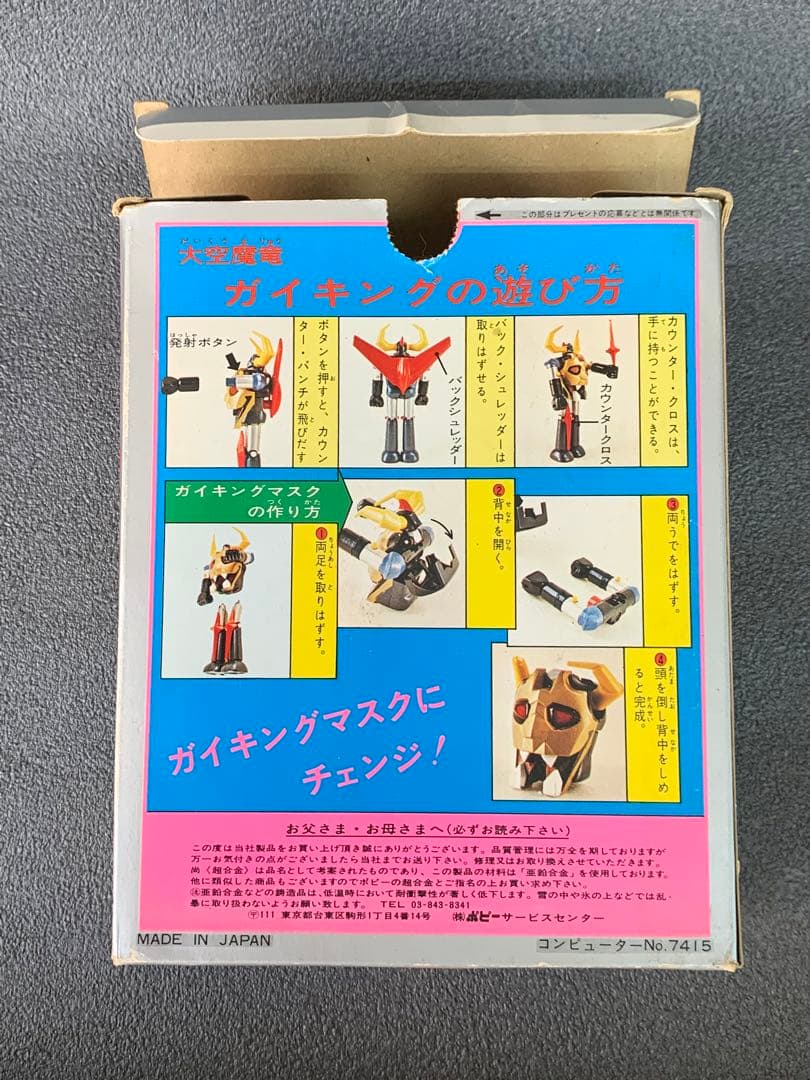 この部分はプレゼントの応募などとは無関係です
大空魔竜
ガイキングの遊び方
発射ボタン
ボタンを押すと、カウン
ター・パンチが飛びだす
バックシュレッダー
バック・シュレッダーは
取りはずせる。
カウンタークロス
カウンター・クロスは、
手に持つことができる。
ガイキングマスク
の作り方
①両足を取りはずす。
②背中を開く。
③両うでをはずす。
④頭を倒し背中をしめ
ると完成。
ガイキングマスクに
チェンジ!
お父さま・お母さまへ(必ずお読み下さい)
この度は当社製品をお買い上げ頂き誠にありがとうございます。品質管理には万全を期しておりますが
万一お気付きの点がございましたら当社までお送り下さい。修理又はお取り換えさせていただきます。
尚〈超合金〉は品名として考案されたものであり、この製品の材料は「亜鉛合金」を使用しております。
他に類似した商品もございますのでポピーの超合金とご指名の上お買い求め下さい。
亜鉛合金などの鋳造品は、低温時において耐衝撃性が著しく低下します。雪の中や氷の上などでは乱
暴に取り扱わないようお願い致します。 TEL 03-843-8341
〒111 東京都台東区駒形1丁目4番14号 ㈱ポピーサービスセンター
MADE IN JAPAN
コンピューターNo.7415